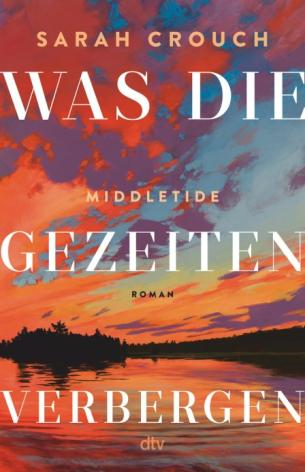 SARAH CROUCH
WAS DIE
MIDDLETIDE
GEZEITEN
ROMAN
VERBERGEN
dtv